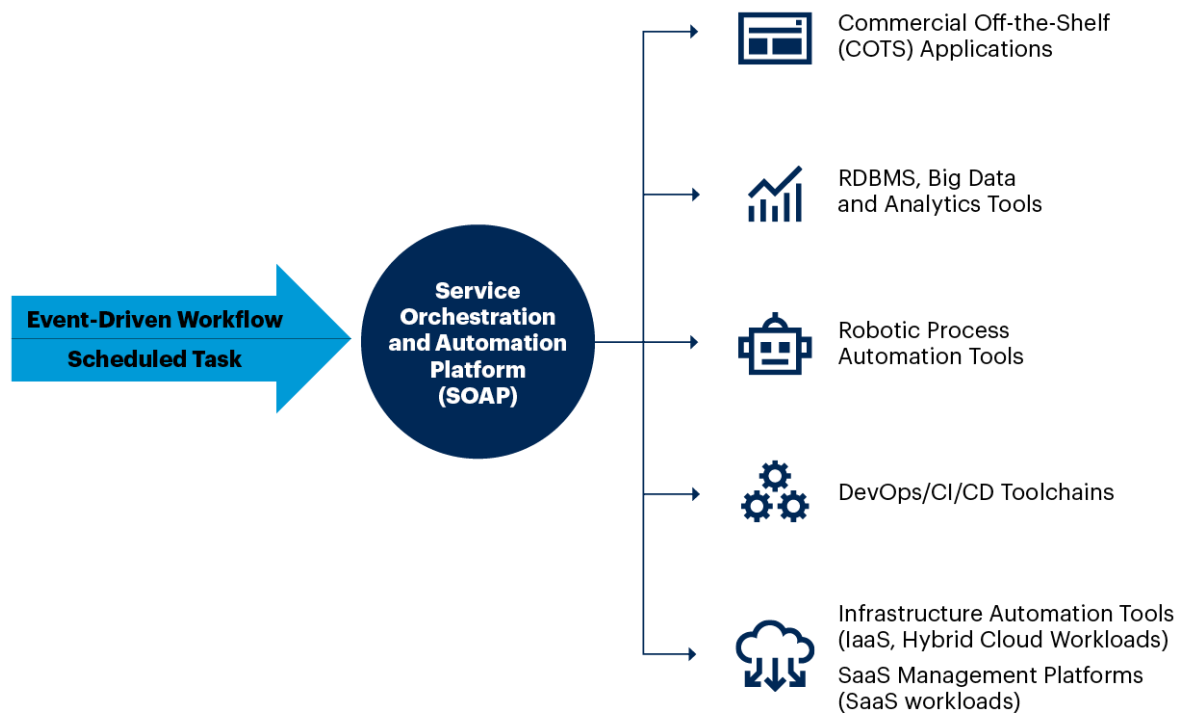 Event-Driven Workflow
Scheduled Task
Service
Orchestration
and Automation
Platform
(SOAP)
Commercial Off-the-Shelf
(COTS) Applications
RDBMS, Big Data
and Analytics Tools
Robotic Process
Automation Tools
DevOps/CI/CD Toolchains
Infrastructure Automation Tools
(IaaS, Hybrid Cloud Workloads)
SaaS Management Platforms
(SaaS workloads)